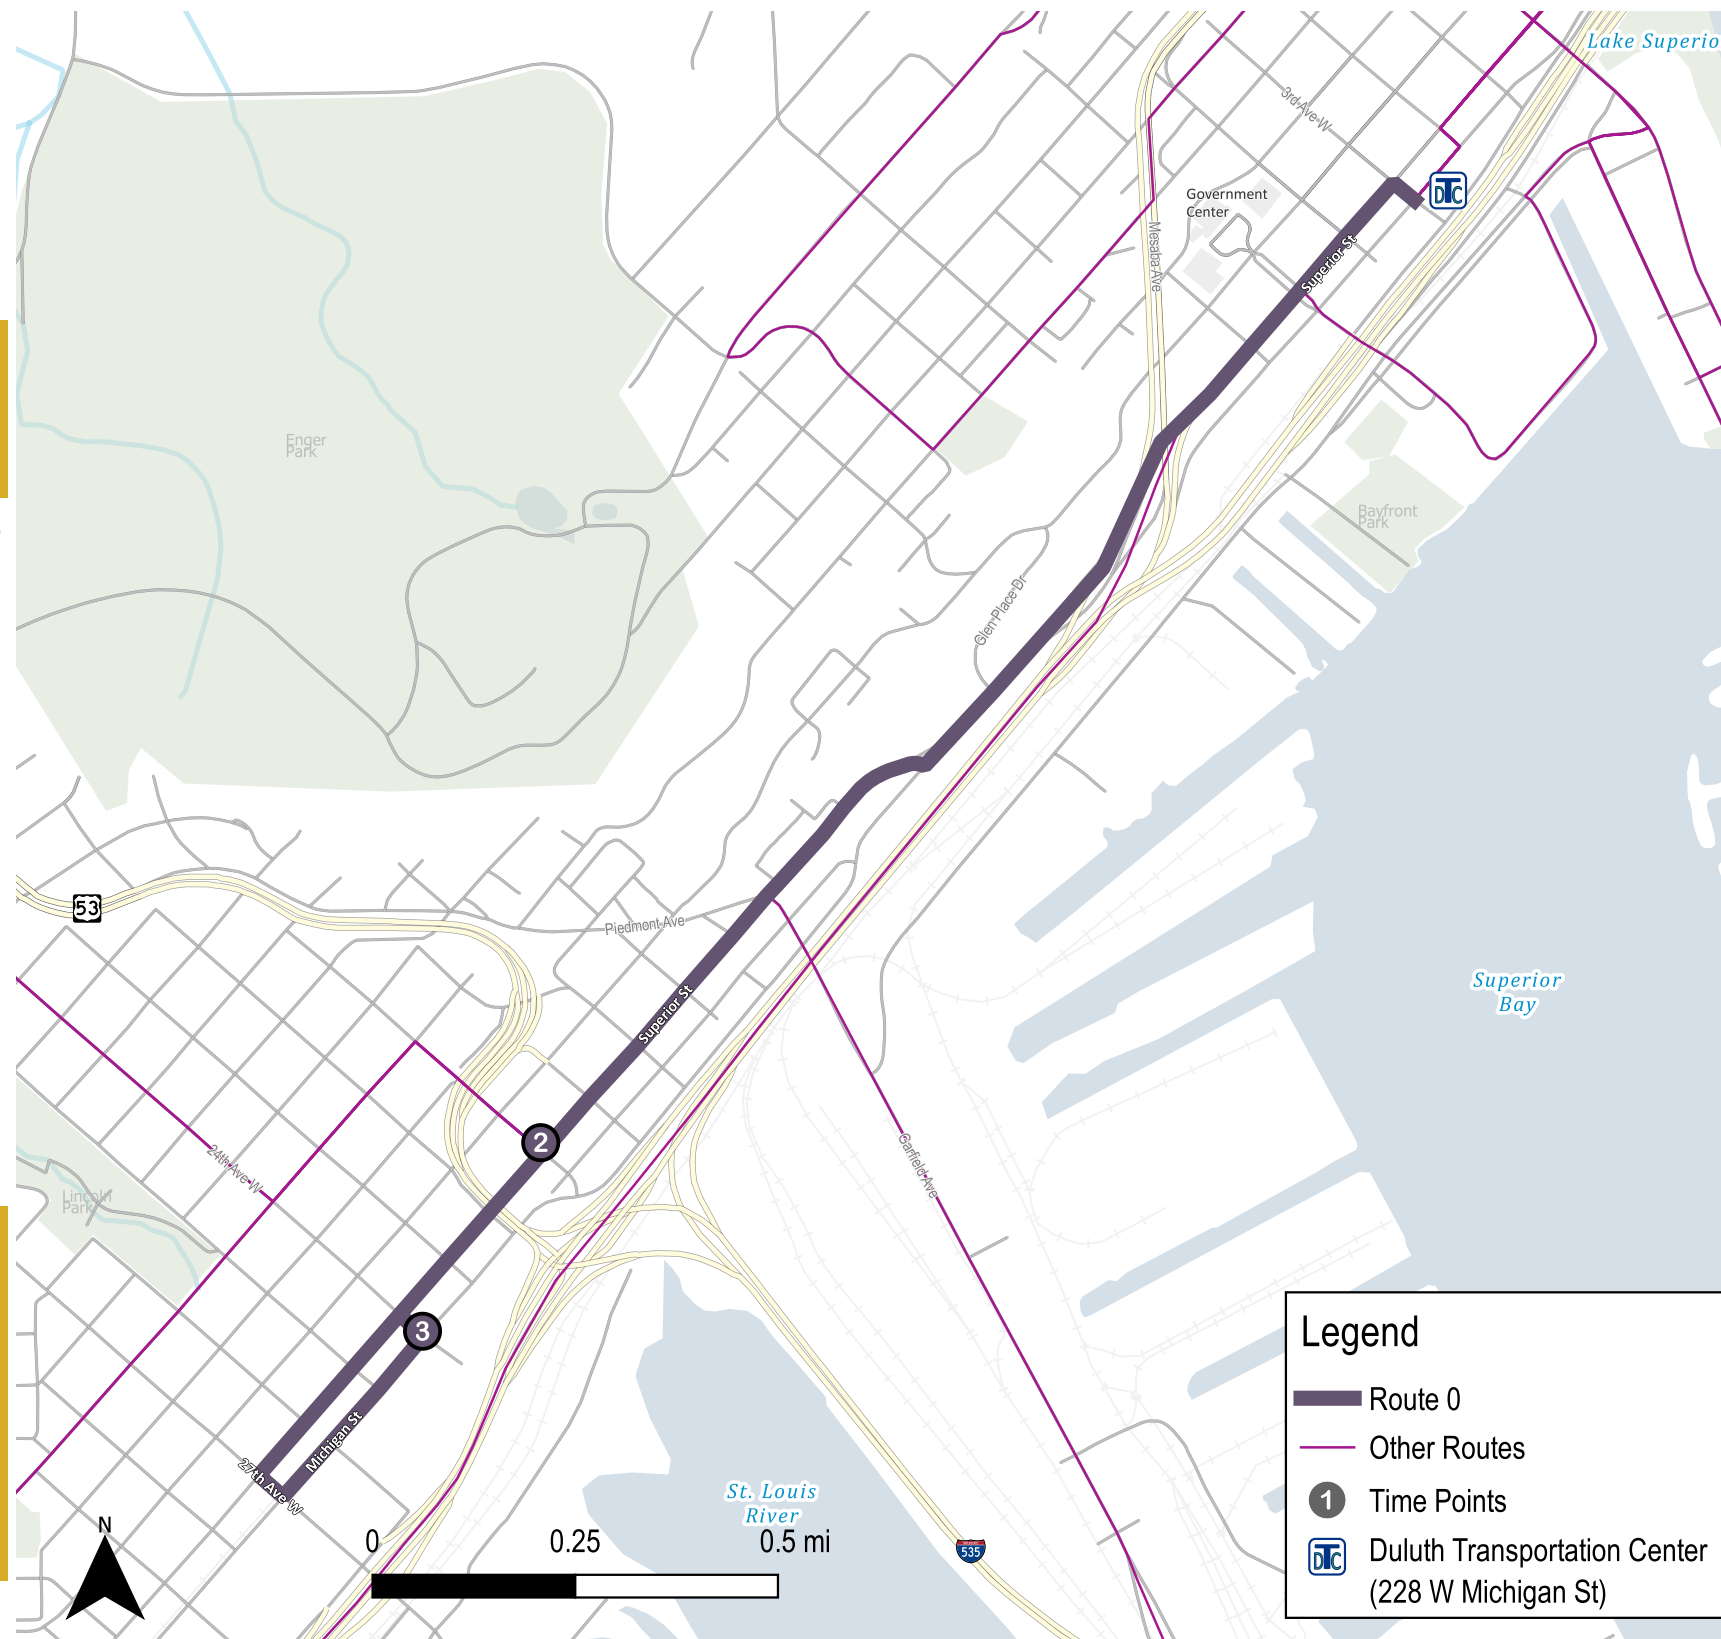 Lake Superio
3rd Ave W
DTC
Government
Center
Mesaba Ave
Superior St
Enger
Park
Bayfront
Park
Glen Place Dr
53
Piedmont Ave
Superior St
Superior
Bay
2
24th Ave W
Garfield Ave
Lincoln
Park
3
Michigan St
27th Ave W
St. Louis
River
535
N
0 0.25 0.5 mi
Legend
Route 0
Other Routes
1 Time Points
DTC Duluth Transportation Center
(228 W Michigan St)